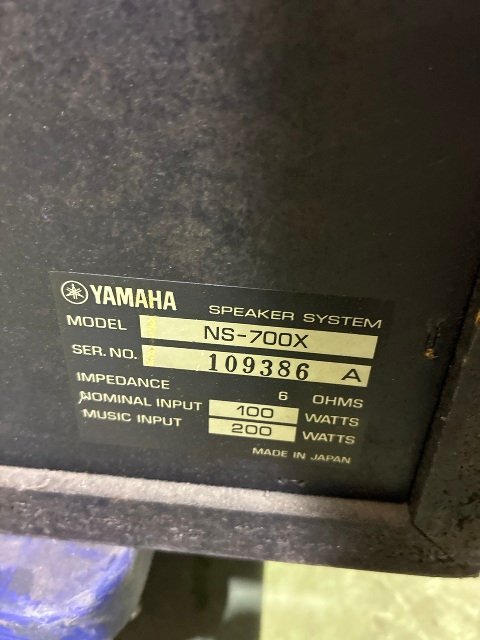 YAMAHA SPEAKER SYSTEM
MODEL NS-700X
SER. NO. 109386 A
IMPEDANCE 6 OHMS
NOMINAL INPUT 100 WATTS
MUSIC INPUT 200 WATTS
MADE IN JAPAN